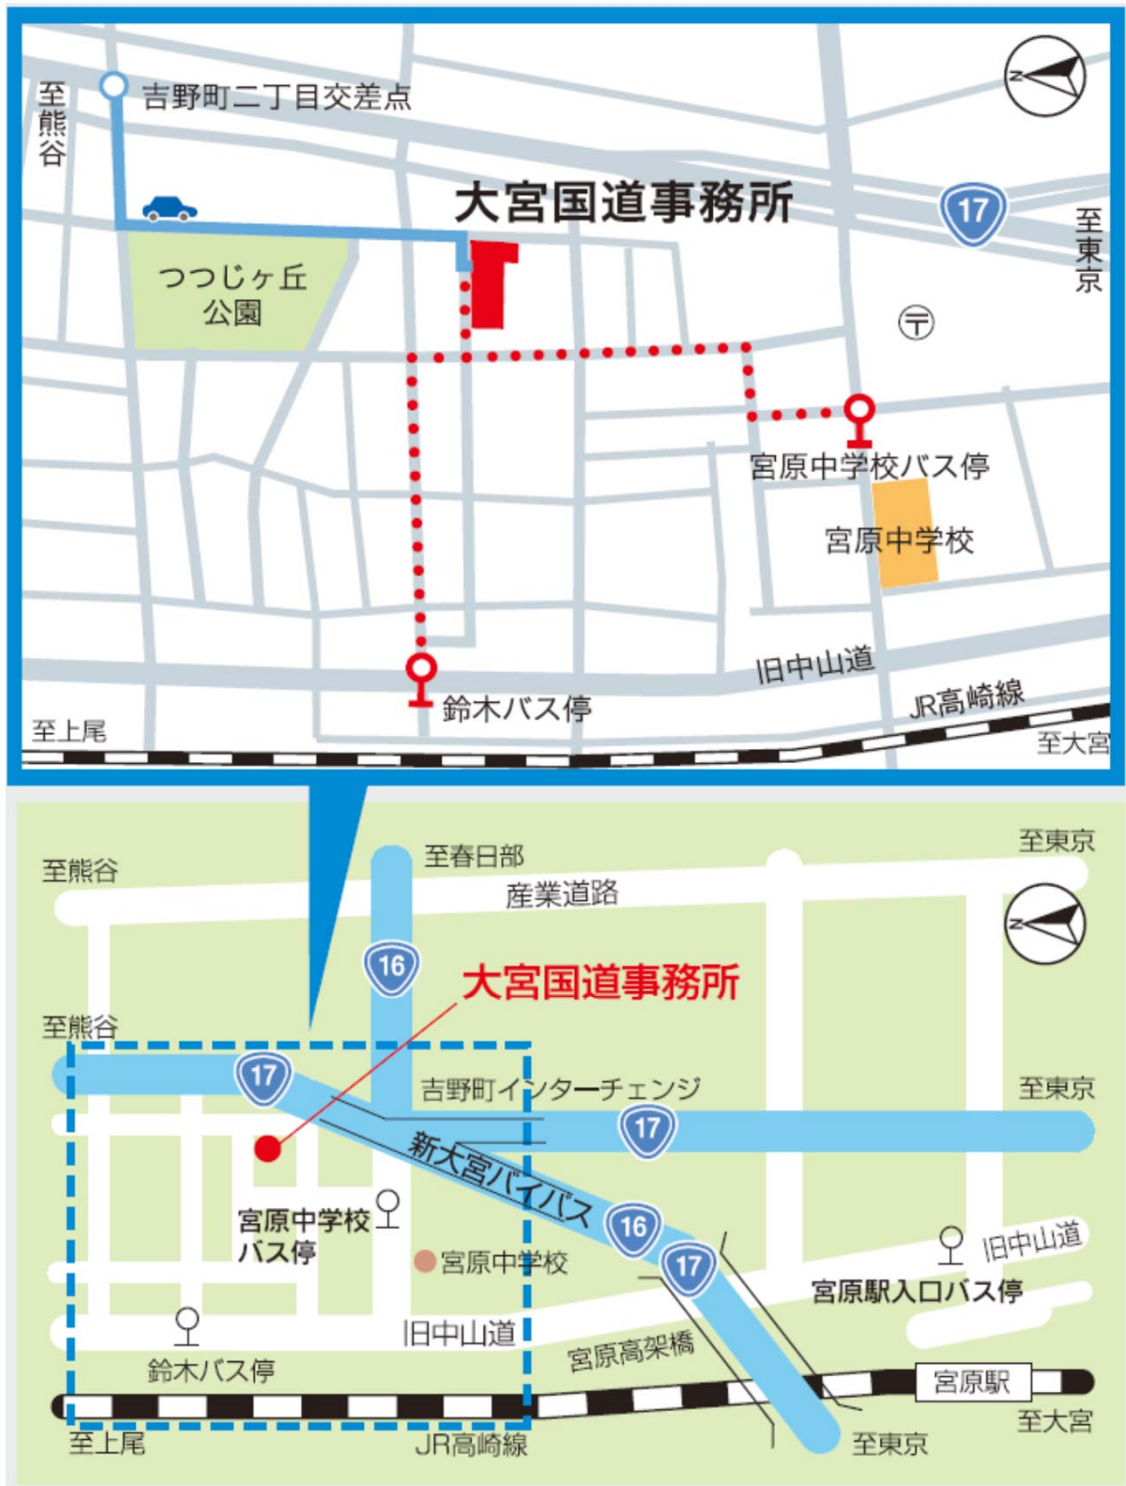 至熊谷
吉野町二丁目交差点
N
大宮国道事務所
17
至東京
つつじヶ丘
公園
〒
宮原中学校バス停
宮原中学校
旧中山道
鈴木バス停
JR高崎線
至上尾
至大宮
至熊谷
至春日部
至東京
産業道路
N
16
大宮国道事務所
至熊谷
17
吉野町インターチェンジ
至東京
17
新大宮バイパス
宮原中学校
バス停
16
17
宮原中学校
旧中山道
宮原駅入口バス停
旧中山道
宮原高架橋
鈴木バス停
宮原駅
至上尾
JR高崎線
至東京
至大宮